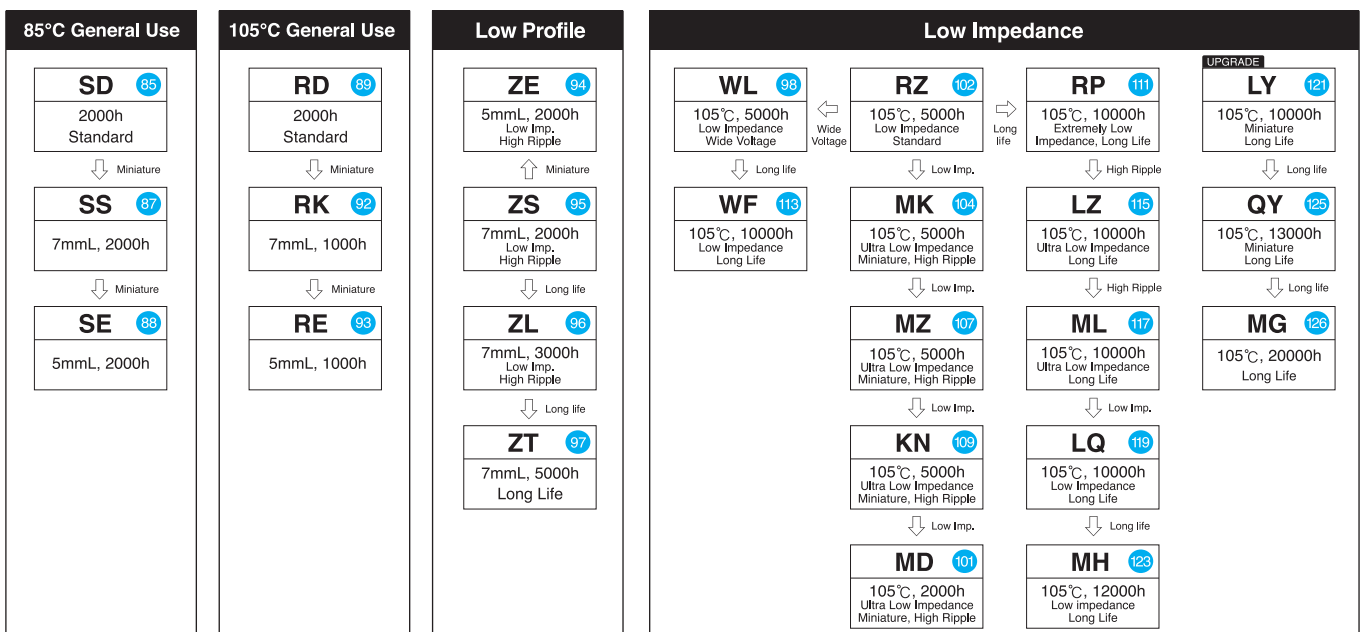 85°C General Use
SD 85
2000h
Standard
Miniature
SS 87
7mmL, 2000h
Miniature
SE 88
5mmL, 2000h
105°C General Use
RD 89
2000h
Standard
Miniature
RK 92
7mmL, 1000h
Miniature
RE 93
5mmL, 1000h
Low Profile
ZE 94
5mmL, 2000h
Low Imp.
High Ripple
Miniature
ZS 95
7mmL, 2000h
Low Imp.
High Ripple
Long life
ZL 96
7mmL, 3000h
Low Imp.
High Ripple
Long life
ZT 97
7mmL, 5000h
Long Life
Low Impedance
WL 98
105℃, 5000h
Low Impedance
Wide Voltage
Long life
WF 113
105℃, 10000h
Low Impedance
Long Life
Wide
Voltage
RZ 102
105℃, 5000h
Low Impedance
Standard
Low Imp.
MK 104
105℃, 5000h
Ultra Low Impedance
Miniature, High Ripple
Low Imp.
MZ 107
105℃, 5000h
Ultra Low Impedance
Miniature, High Ripple
Low Imp.
KN 109
105℃, 5000h
Ultra Low Impedance
Miniature, High Ripple
Low Imp.
MD 101
105℃, 2000h
Ultra Low Impedance
Miniature, High Ripple
Long
life
RP 111
105℃, 10000h
Extremely Low
Impedance, Long Life
High Ripple
LZ 115
105℃, 10000h
Ultra Low Impedance
Long Life
High Ripple
ML 117
105℃, 10000h
Ultra Low Impedance
Long Life
Low Imp.
LQ 119
105℃, 10000h
Low Impedance
Long Life
Long life
MH 123
105℃, 12000h
Low impedance
Long Life
UPGRADE
LY 121
105℃, 10000h
Miniature
Long Life
Long life
QY 125
105℃, 13000h
Miniature
Long Life
Long life
MG 126
105℃, 20000h
Long Life